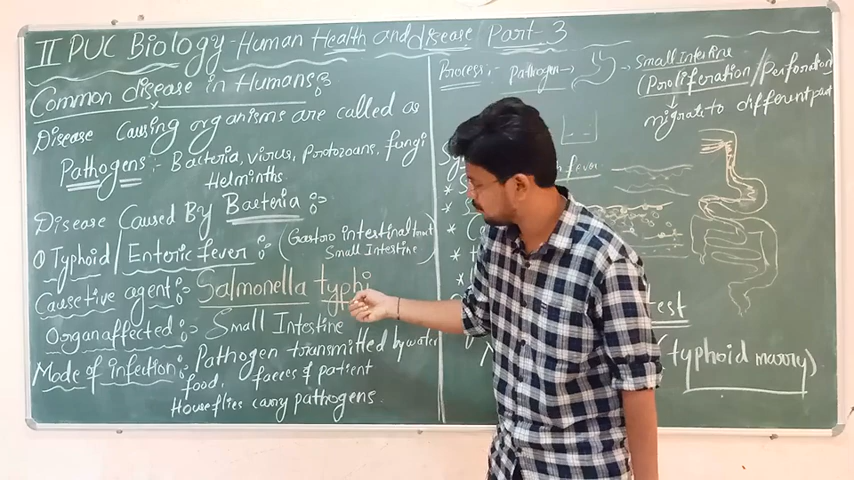 II PUC Biology - Human Health and disease Part - 3
Common disease in Humans :-
Disease Causing organisms are called as
Pathogens :- Bacteria, virus, Protozoans, fungi
Helminths
Disease Caused By Bacteria :-
① Typhoid / Enteric fever :- (Gastro intestinal tract
Small Intestine)
Causetive agent :- Salmonella typhi
Organ affected :- Small Intestine
Mode of infection :- Pathogen transmitted by water
food, faeces of patient
Houseflies carry pathogens.
Process :- Pathogen → → Small Intestine
(Proliferation / Perforation)
migrate to different part
fever
test
(typhoid marry)